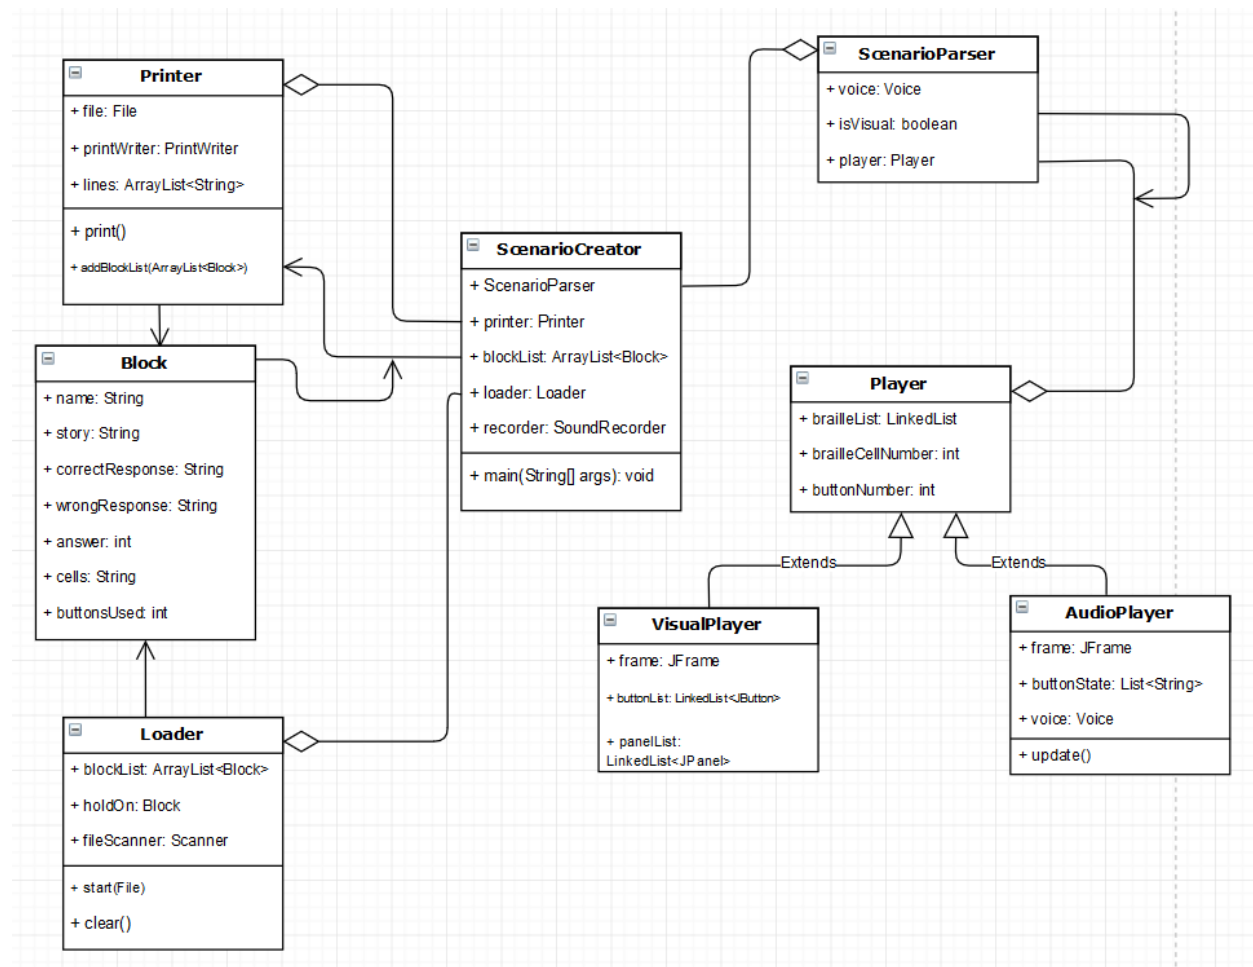 Printer
+ file: File
+ printWriter: PrintWriter
+ lines: ArrayList<String>
+ print()
+ addBlockList(ArrayList<Block>)
Block
+ name: String
+ story: String
+ correctResponse: String
+ wrongResponse: String
+ answer: int
+ cells: String
+ buttonsUsed: int
Loader
+ blockList: ArrayList<Block>
+ holdOn: Block
+ fileScanner: Scanner
+ start(File)
+ clear()
ScenarioCreator
+ ScenarioParser
+ printer: Printer
+ blockList: ArrayList<Block>
+ loader: Loader
+ recorder: SoundRecorder
+ main(String[] args): void
ScenarioParser
+ voice: Voice
+ isVisual: boolean
+ player: Player
Player
+ brailleList: LinkedList
+ brailleCellNumber: int
+ buttonNumber: int
Extends
Extends
VisualPlayer
+ frame: JFrame
+ buttonList: LinkedList<JButton>
+ panelList:
LinkedList<JPanel>
AudioPlayer
+ frame: JFrame
+ buttonState: List<String>
+ voice: Voice
+ update()